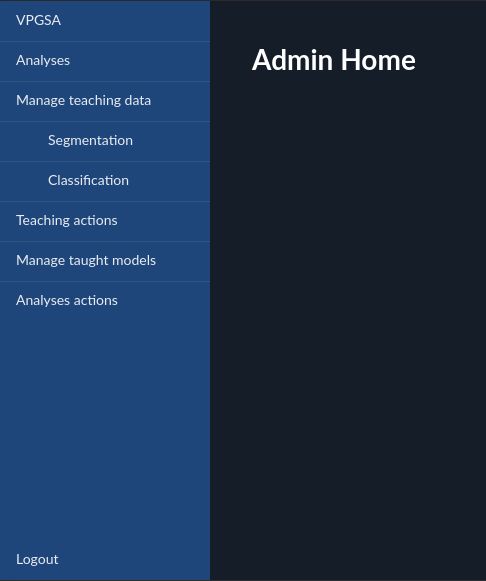 VPGSA
Analyses
Manage teaching data
Segmentation
Classification
Teaching actions
Manage taught models
Analyses actions
Logout
Admin Home